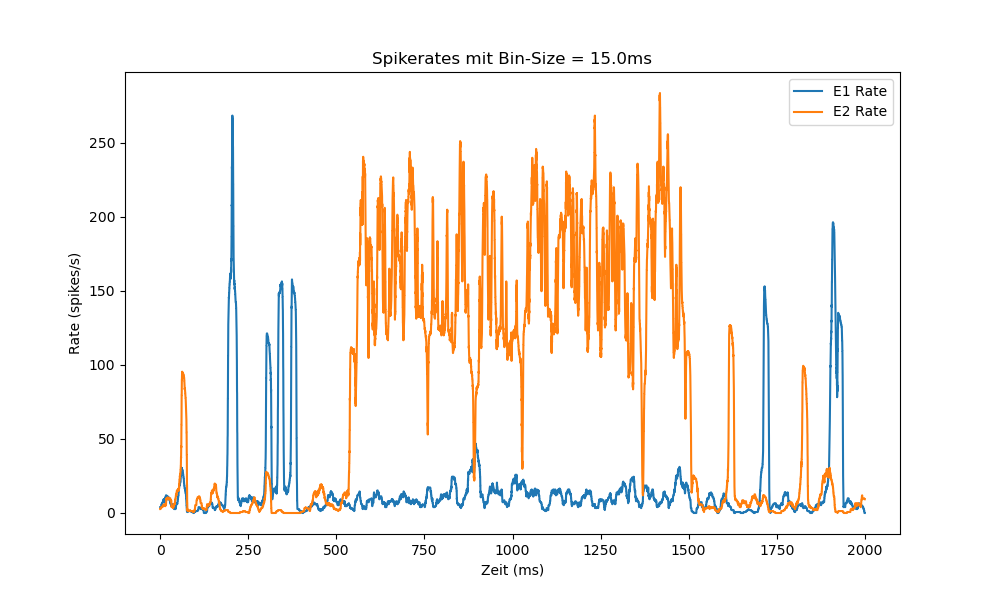 Spikerates mit Bin-Size = 15.0ms
E1 Rate
E2 Rate
Rate (spikes/s)
250
200
150
100
50
0
0 250 500 750 1000 1250 1500 1750 2000
Zeit (ms)